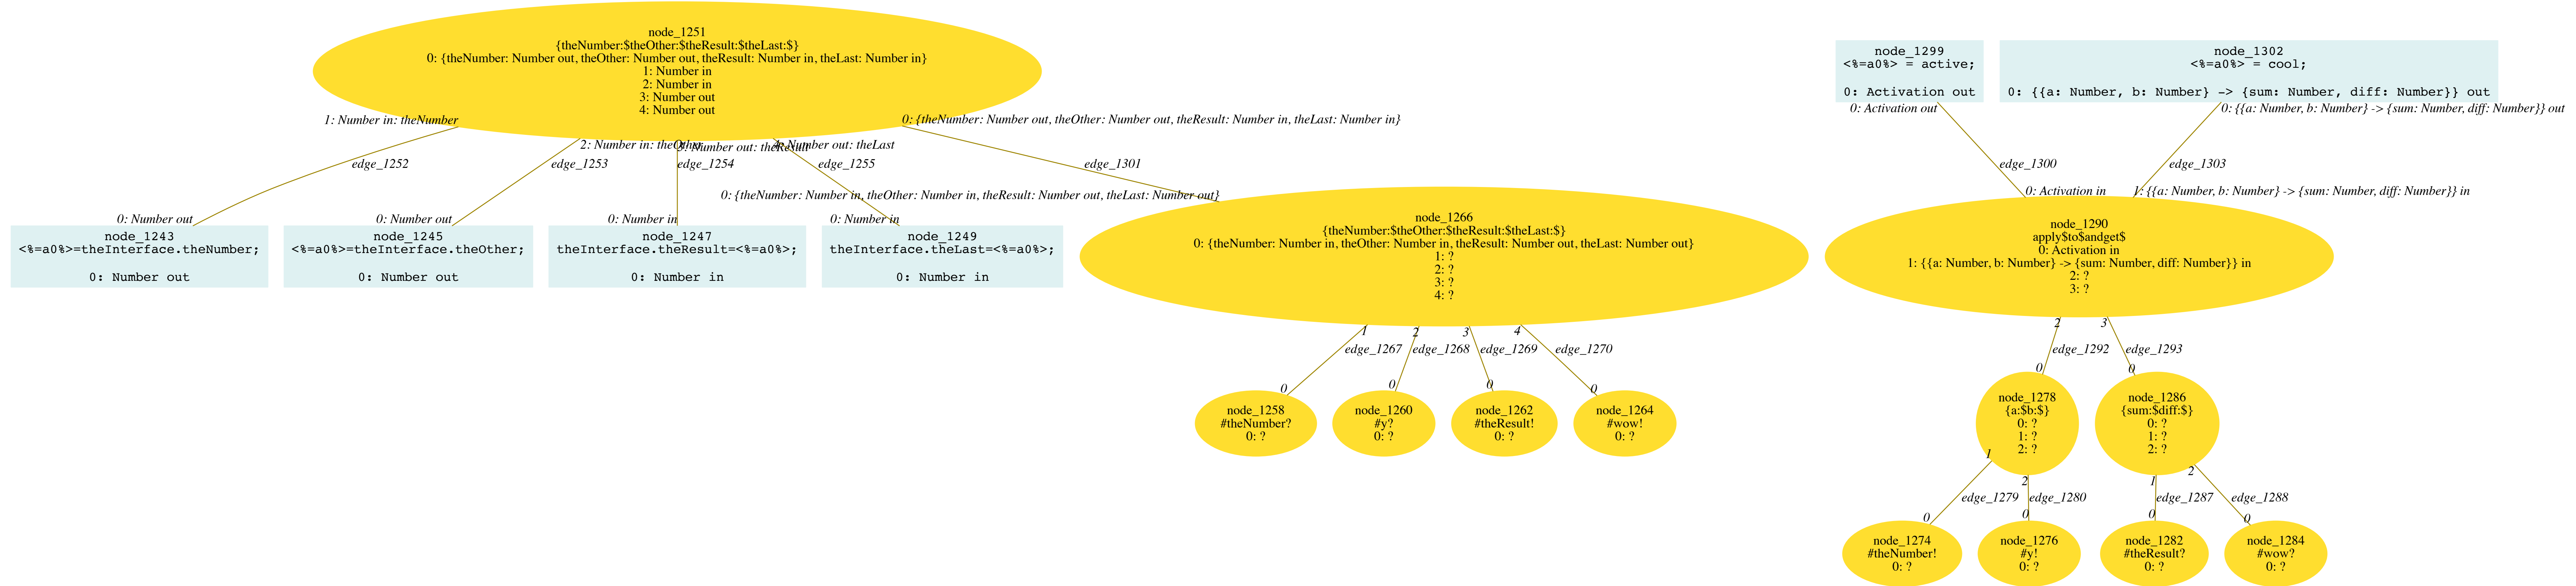 node_1251
{theNumber:$theOther:$theResult:$theLast:$}
0: {theNumber: Number out, theOther: Number out, theResult: Number in, theLast: Number in}
1: Number in
2: Number in
3: Number out
4: Number out
node_1299
<%=a0%> = active;
0: Activation out
node_1302
<%=a0%> = cool;
0: {{a: Number, b: Number} -> {sum: Number, diff: Number}} out
1: Number in: theNumber
2: Number in: theOther
3: Number out: theResult
4: Number out: theLast
0: {theNumber: Number out, theOther: Number out, theResult: Number in, theLast: Number in}
0: Activation out
0: {{a: Number, b: Number} -> {sum: Number, diff: Number}} out
edge_1252
edge_1253
edge_1254
edge_1255
edge_1301
edge_1300
edge_1303
0: Number out
0: Number out
0: Number in
0: Number in
0: {theNumber: Number in, theOther: Number in, theResult: Number out, theLast: Number out}
0: Activation in
1: {{a: Number, b: Number} -> {sum: Number, diff: Number}} in
node_1243
<%=a0%>=theInterface.theNumber;
0: Number out
node_1245
<%=a0%>=theInterface.theOther;
0: Number out
node_1247
theInterface.theResult=<%=a0%>;
0: Number in
node_1249
theInterface.theLast=<%=a0%>;
0: Number in
node_1266
{theNumber:$theOther:$theResult:$theLast:$}
0: {theNumber: Number in, theOther: Number in, theResult: Number out, theLast: Number out}
1: ?
2: ?
3: ?
4: ?
node_1290
apply$to$andget$
0: Activation in
1: {{a: Number, b: Number} -> {sum: Number, diff: Number}} in
2: ?
3: ?
1
2
3
4
2
3
edge_1267
edge_1268
edge_1269
edge_1270
edge_1292
edge_1293
0
0
0
0
0
0
node_1258
#theNumber?
0: ?
node_1260
#y?
0: ?
node_1262
#theResult!
0: ?
node_1264
#wow!
0: ?
node_1278
{a:$b:$}
0: ?
1: ?
2: ?
node_1286
{sum:$diff:$}
0: ?
1: ?
2: ?
1
2
1
2
edge_1279
edge_1280
edge_1287
edge_1288
0
0
0
0
node_1274
#theNumber!
0: ?
node_1276
#y!
0: ?
node_1282
#theResult?
0: ?
node_1284
#wow?
0: ?